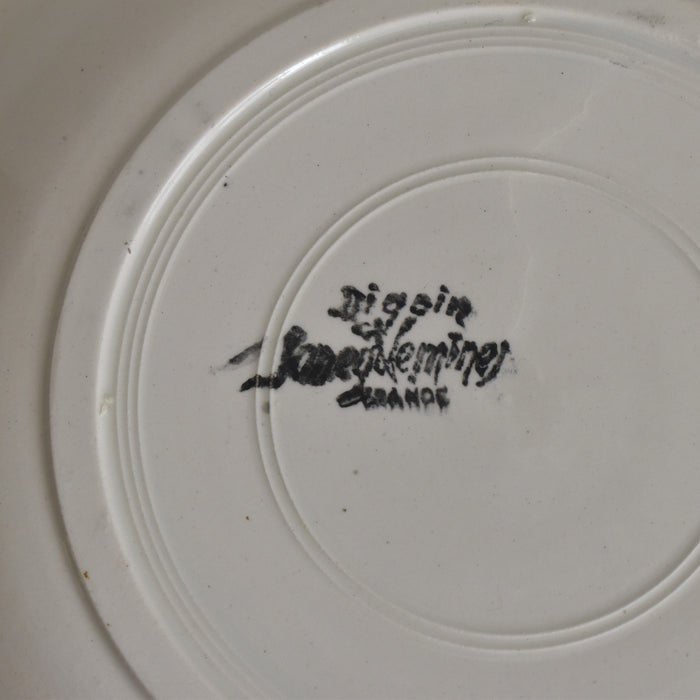 Digoin
&
Sarreguemines
FRANCE